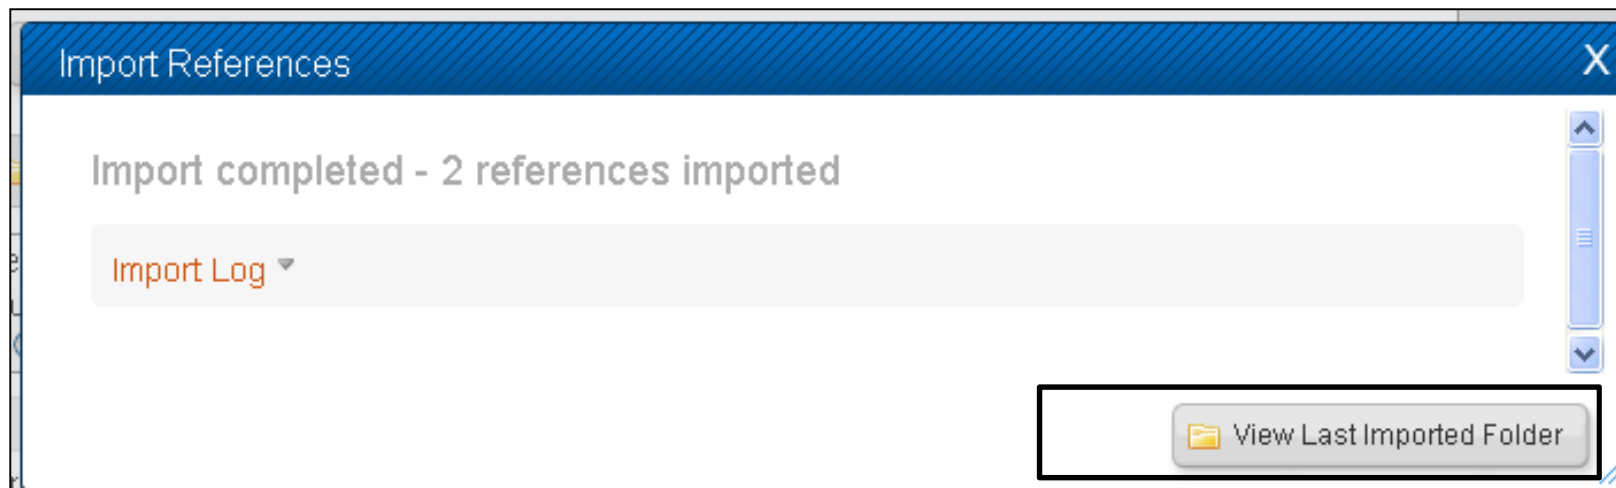 Import References X
Import completed - 2 references imported
Import Log
View Last Imported Folder